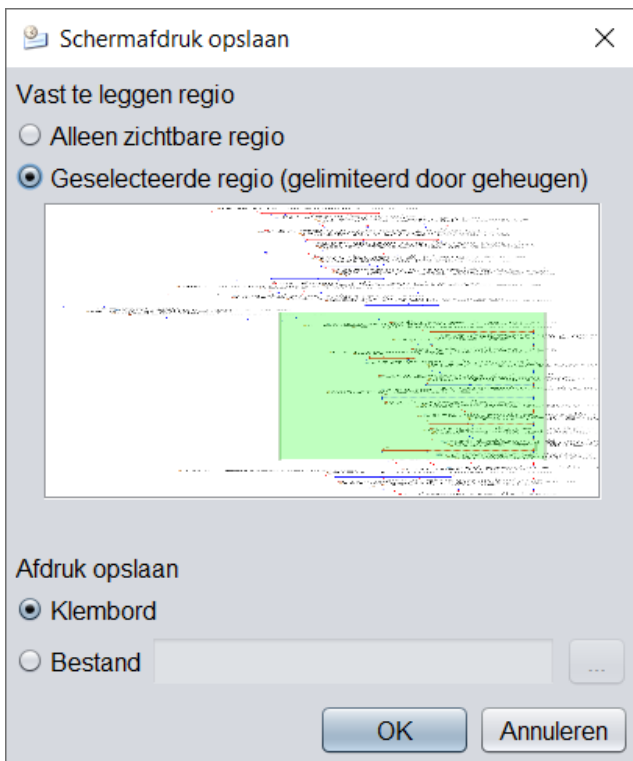 Schermafdruk opslaan
Vast te leggen regio
Alleen zichtbare regio
Geselecteerde regio (gelimiteerd door geheugen)
Afdruk opslaan
Klembord
Bestand
...
OK
Annuleren